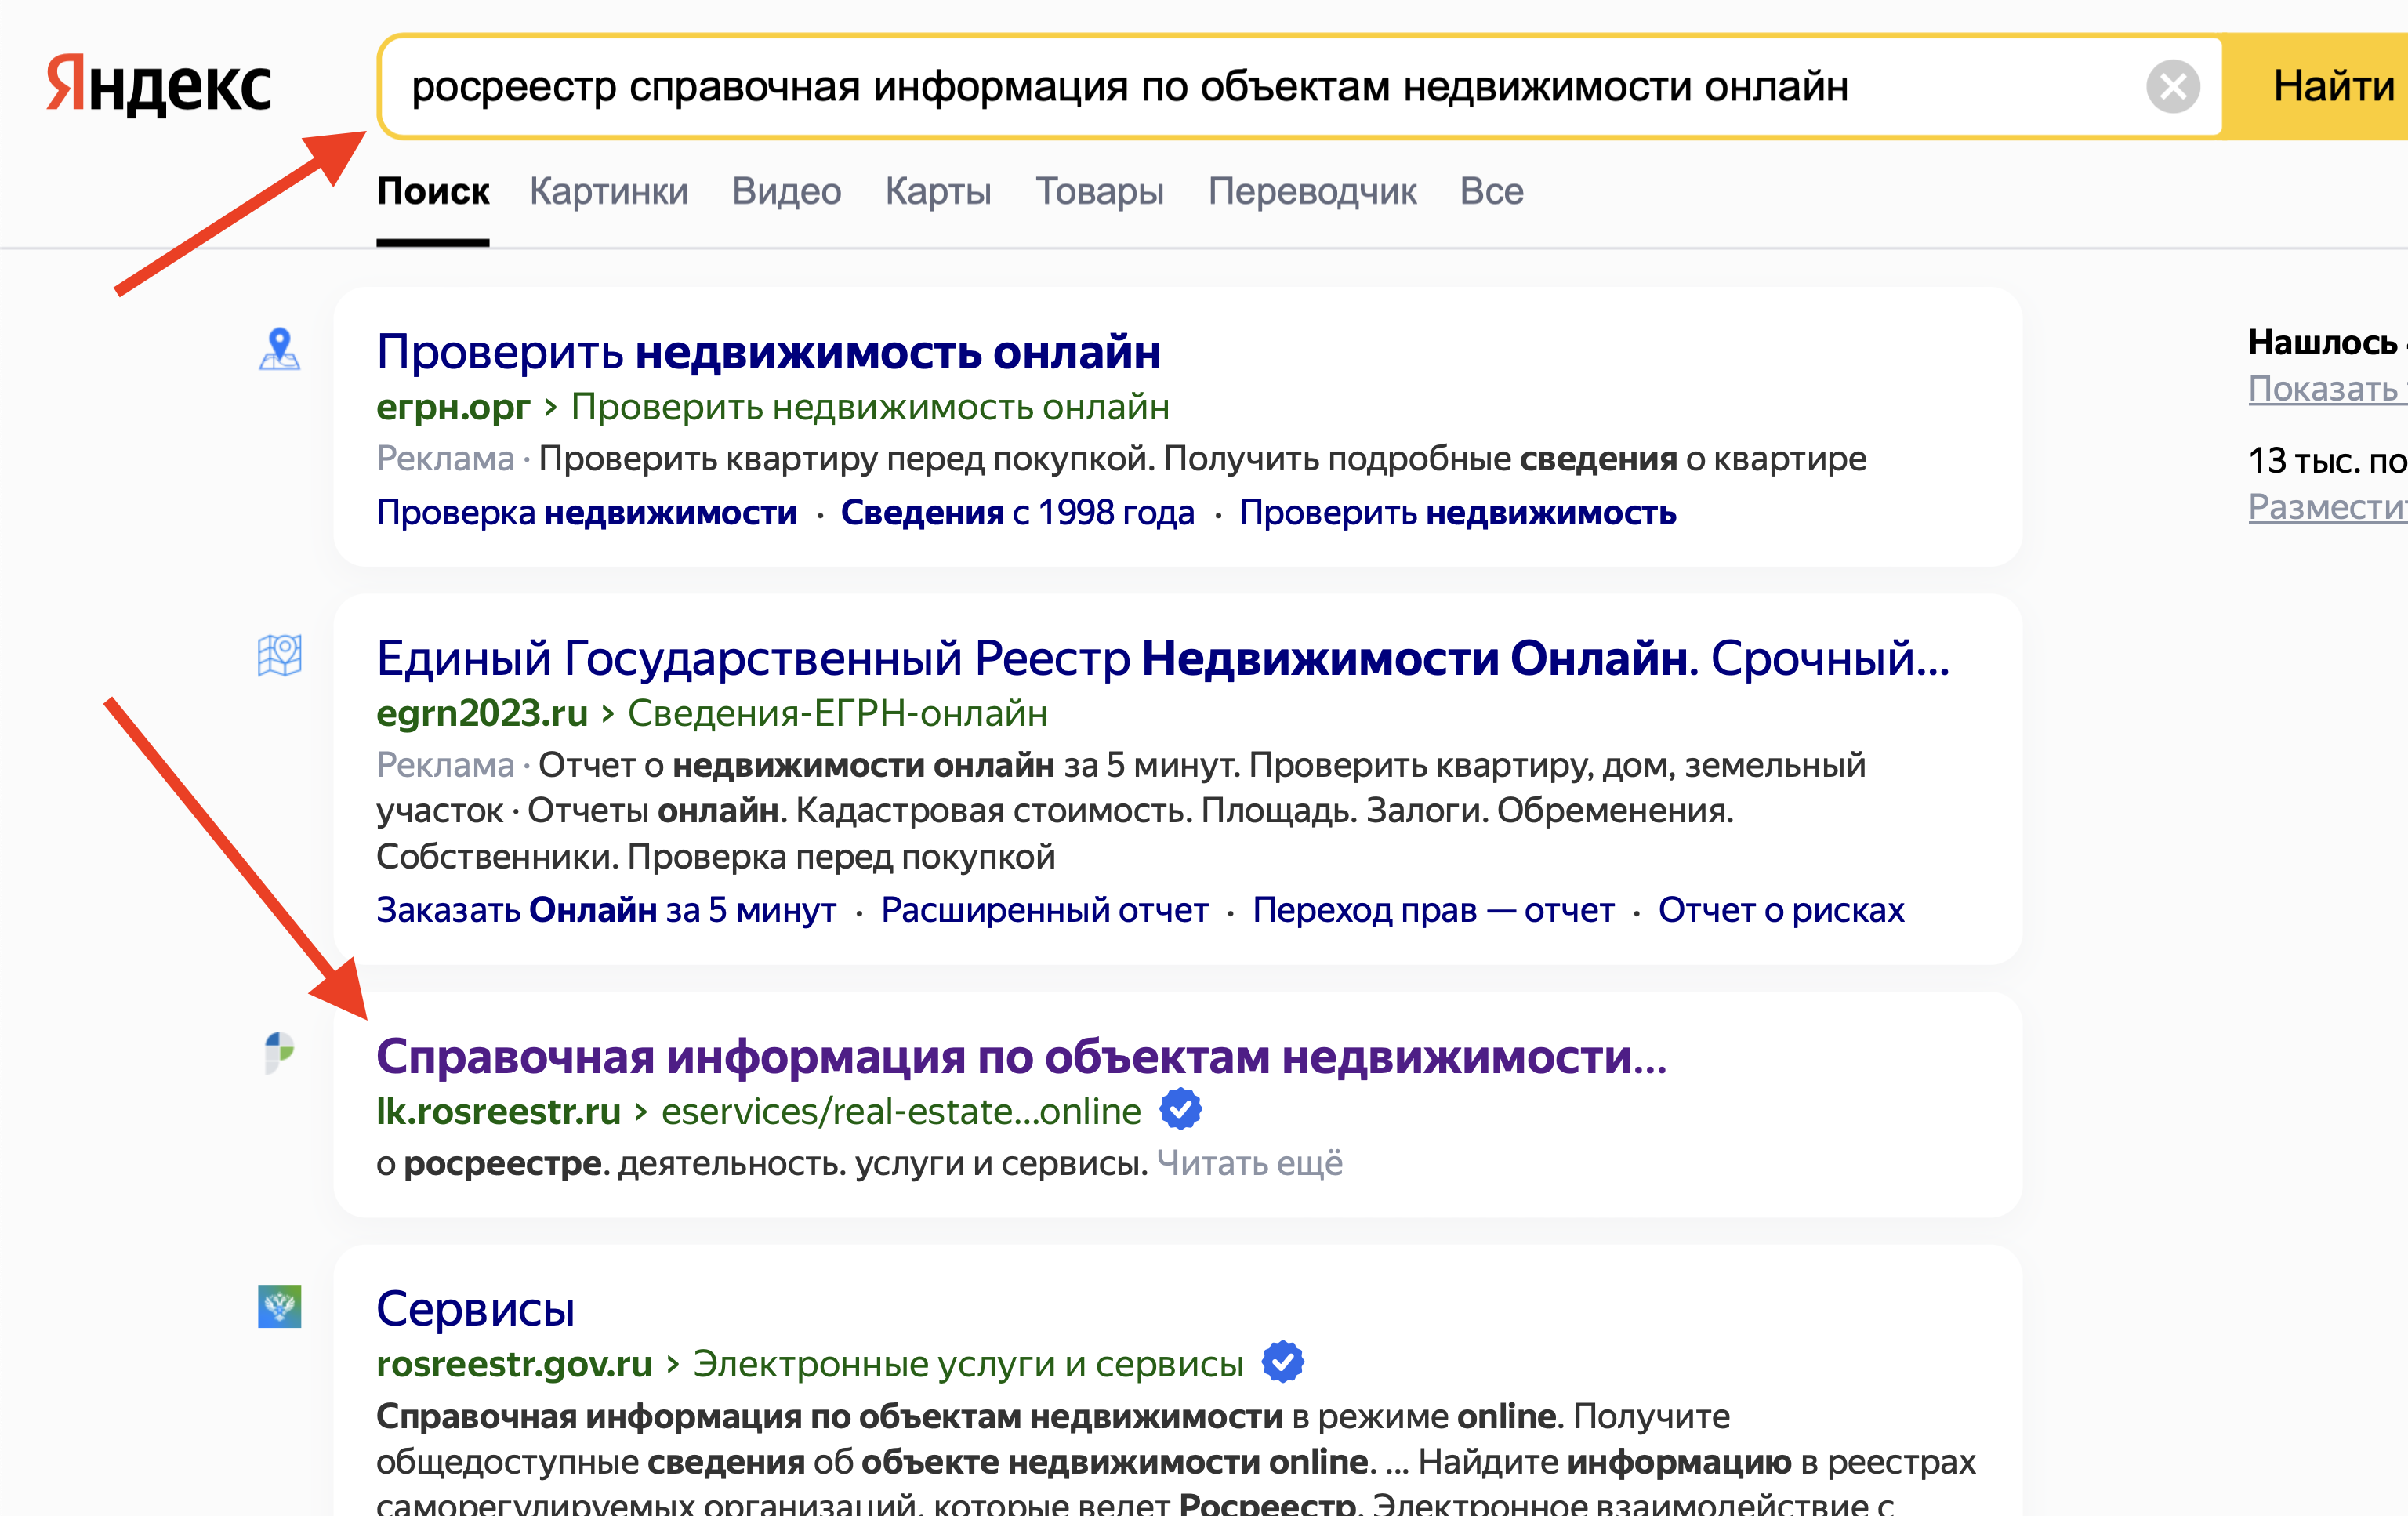 Яндекс
росреестр справочная информация по объектам недвижимости онлайн
Найти
Поиск Картинки Видео Карты Товары Переводчик Все
Проверить недвижимость онлайн
егрн.орг › Проверить недвижимость онлайн
Реклама · Проверить квартиру перед покупкой. Получить подробные сведения о квартире
Проверка недвижимости · Сведения с 1998 года · Проверить недвижимость
Нашлось
Показать
13 тыс.
Единый Государственный Реестр Недвижимости Онлайн. Срочный...
egrn2023.ru › Сведения-ЕГРН-онлайн
Реклама · Отчет о недвижимости онлайн за 5 минут. Проверить квартиру, дом, земельный
участок · Отчеты онлайн. Кадастровая стоимость. Площадь. Залоги. Обременения.
Собственники. Проверка перед покупкой
Заказать Онлайн за 5 минут · Расширенный отчет · Переход прав — отчет · Отчет о рисках
Справочная информация по объектам недвижимости...
lk.rosreestr.ru › eservices/real-estate...online
о росреестре. деятельность. услуги и сервисы. Читать ещё
Сервисы
rosreestr.gov.ru › Электронные услуги и сервисы
Справочная информация по объектам недвижимости в режиме online. Получите
общедоступные сведения об объекте недвижимости online. ... Найдите информацию в реестрах
саморегулируемых организаций, которые ведет Росреестр. Электронное взаимодействие с